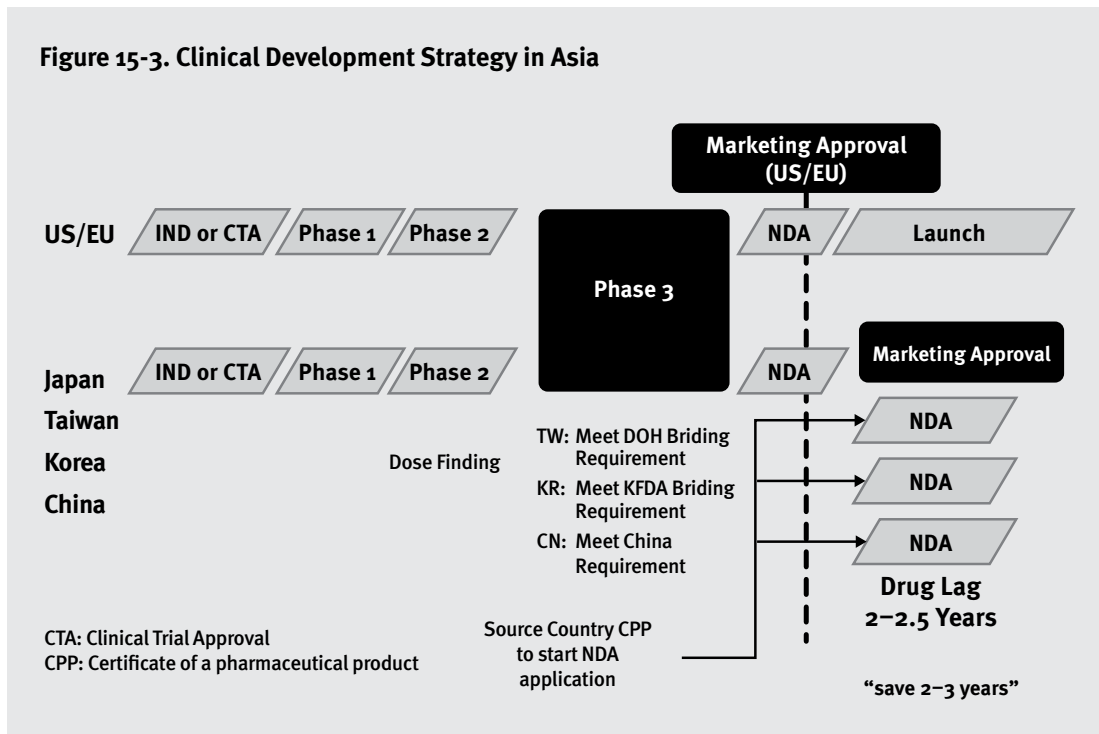 Figure 15-3. Clinical Development Strategy in Asia
Marketing Approval
(US/EU)
US/EU
IND or CTA
Phase 1
Phase 2
Phase 3
NDA
Launch
Japan
IND or CTA
Phase 1
Phase 2
NDA
Marketing Approval
Taiwan
Korea
China
Dose Finding
TW: Meet DOH Briding
Requirement
KR: Meet KFDA Briding
Requirement
CN: Meet China
Requirement
NDA
NDA
NDA
Drug Lag
2–2.5 Years
Source Country CPP
to start NDA
application
CTA: Clinical Trial Approval
CPP: Certificate of a pharmaceutical product
“save 2–3 years”